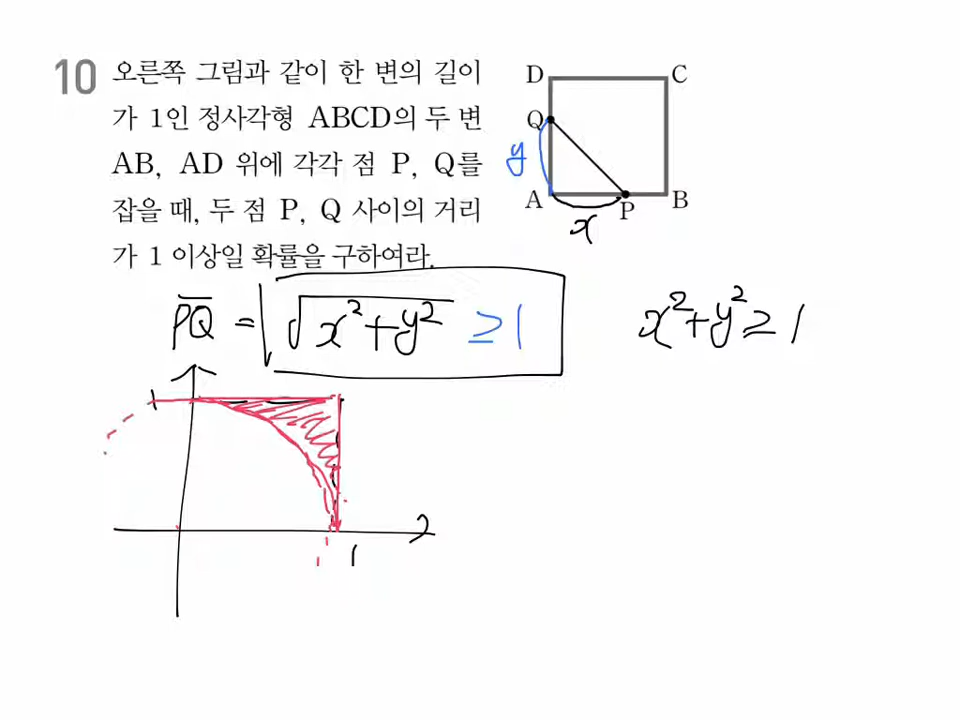 10 오른쪽 그림과 같이 한 변의 길이
가 1인 정사각형 ABCD의 두 변
AB, AD 위에 각각 점 P, Q를
잡을 때, 두 점 P, Q 사이의 거리
가 1 이상일 확률을 구하여라.
D C
Q
y
A P B
x
PQ = √x²+y² ≥1
x²+y² ≥ 1
1
1